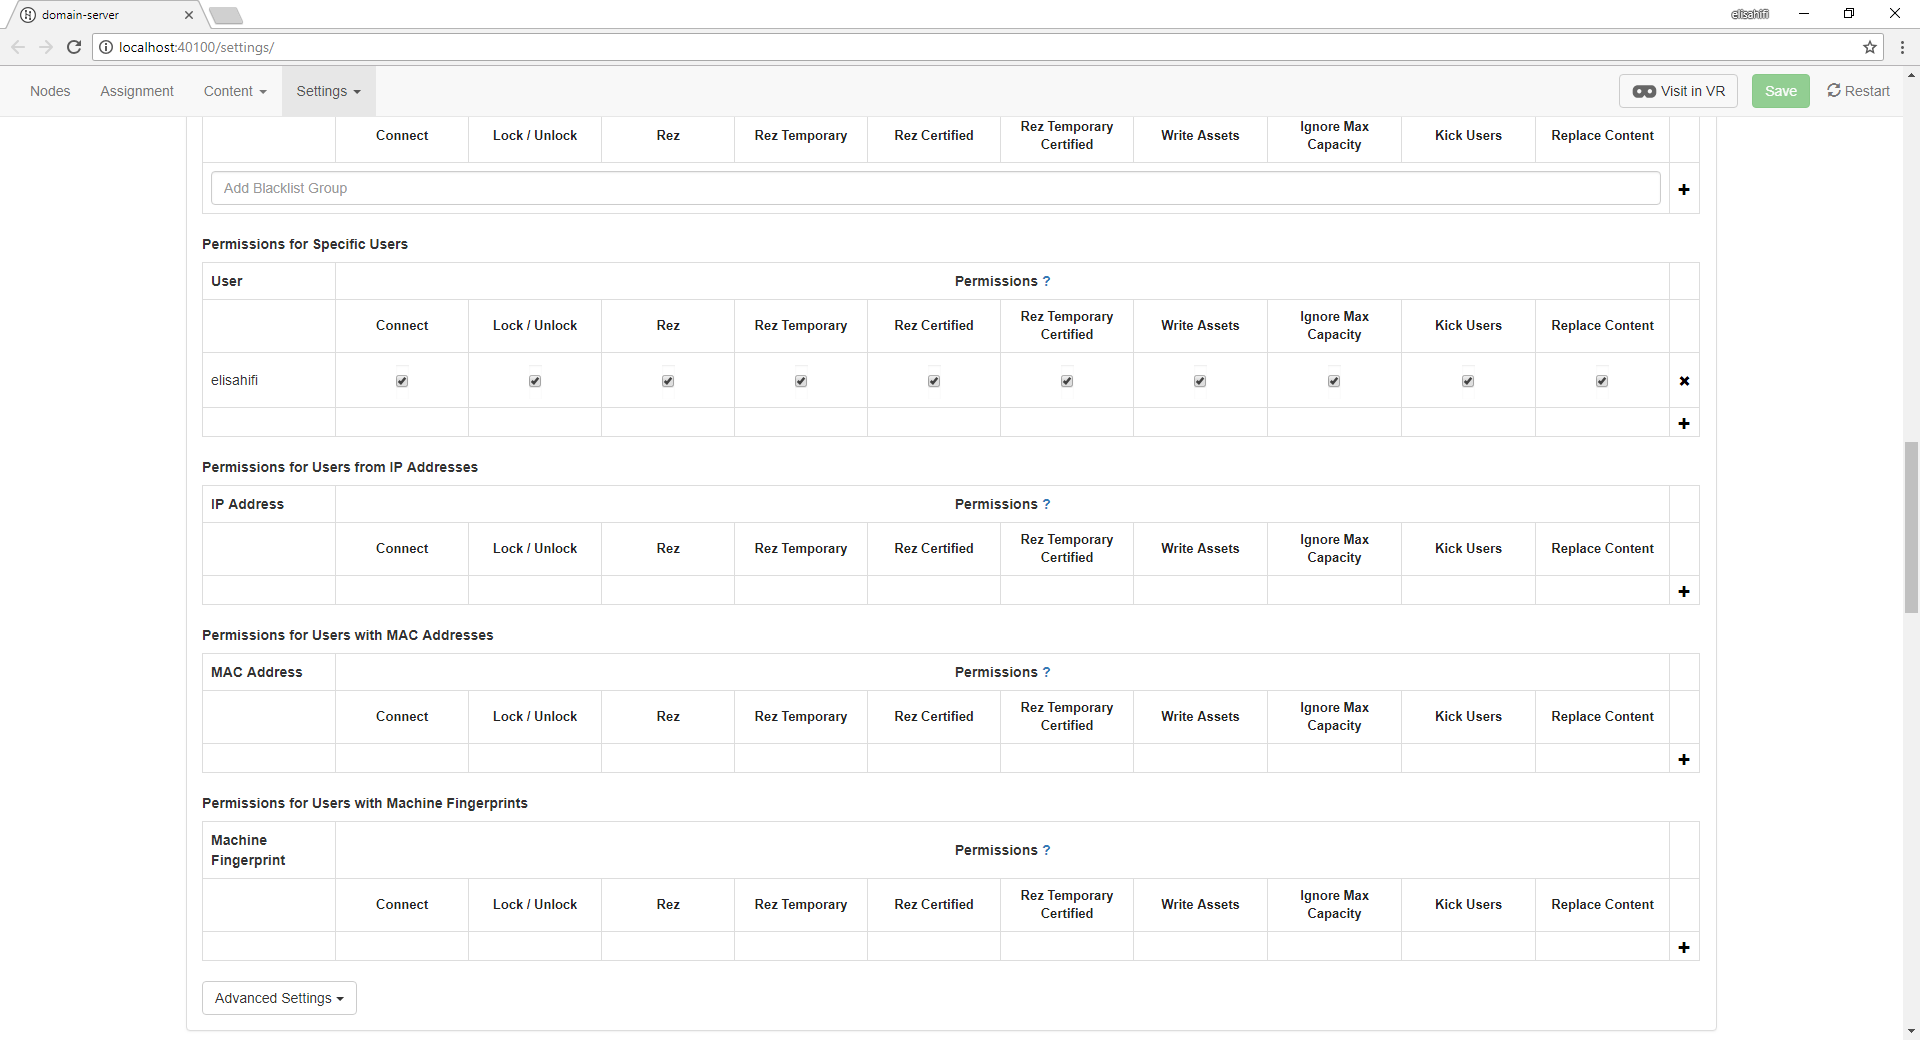 domain-server
elisahifi
localhost:40100/settings/
Nodes Assignment Content Settings Visit in VR Save Restart
Connect Lock / Unlock Rez Rez Temporary Rez Certified Rez Temporary Certified Write Assets Ignore Max Capacity Kick Users Replace Content
Add Blacklist Group
Permissions for Specific Users
User Permissions ?
Connect Lock / Unlock Rez Rez Temporary Rez Certified Rez Temporary Certified Write Assets Ignore Max Capacity Kick Users Replace Content
elisahifi
Permissions for Users from IP Addresses
IP Address Permissions ?
Connect Lock / Unlock Rez Rez Temporary Rez Certified Rez Temporary Certified Write Assets Ignore Max Capacity Kick Users Replace Content
Permissions for Users with MAC Addresses
MAC Address Permissions ?
Connect Lock / Unlock Rez Rez Temporary Rez Certified Rez Temporary Certified Write Assets Ignore Max Capacity Kick Users Replace Content
Permissions for Users with Machine Fingerprints
Machine Fingerprint Permissions ?
Connect Lock / Unlock Rez Rez Temporary Rez Certified Rez Temporary Certified Write Assets Ignore Max Capacity Kick Users Replace Content
Advanced Settings